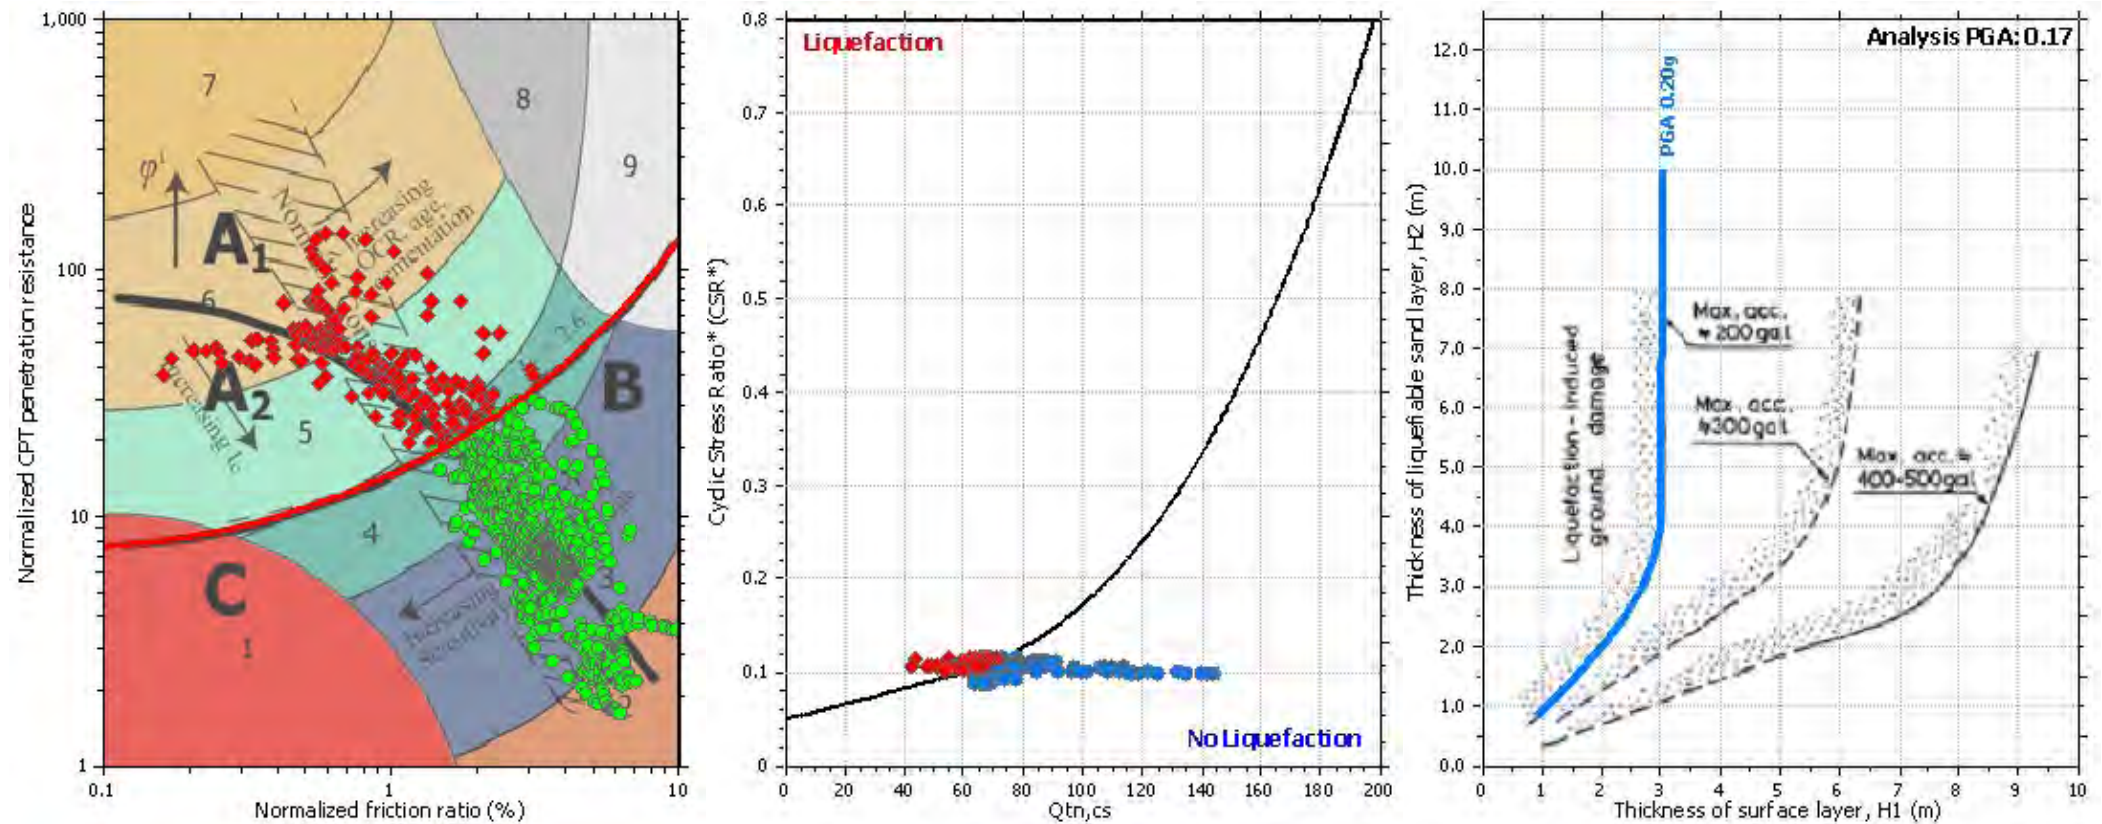 Normalized CPT penetration resistance
1,000
100
10
1
0.1
1
10
Normalized friction ratio (%)
7
8
9
φ'
A1
6
Increasing
OCR, age,
cementation
A2
Increasing Ic
5
2.6
B
4
3
C
1
Increasing
2
Cyclic Stress Ratio* (CSR*)
Liquefaction
0.8
0.7
0.6
0.5
0.4
0.3
0.2
0.1
0
No Liquefaction
0
20
40
60
80
100
120
140
160
180
200
Qtn,cs
Thickness of liquefiable sand layer, H2 (m)
Analysis PGA: 0.17
PGA 0.20g
12.0
11.0
10.0
9.0
8.0
7.0
6.0
5.0
4.0
3.0
2.0
1.0
0.0
Liquefaction - induced
ground damage
Max. acc.
≒ 200 gal
Max. acc.
≒300 gal
Max. acc. ≒
400-500gal
0
1
2
3
4
5
6
7
8
9
10
Thickness of surface layer, H1 (m)